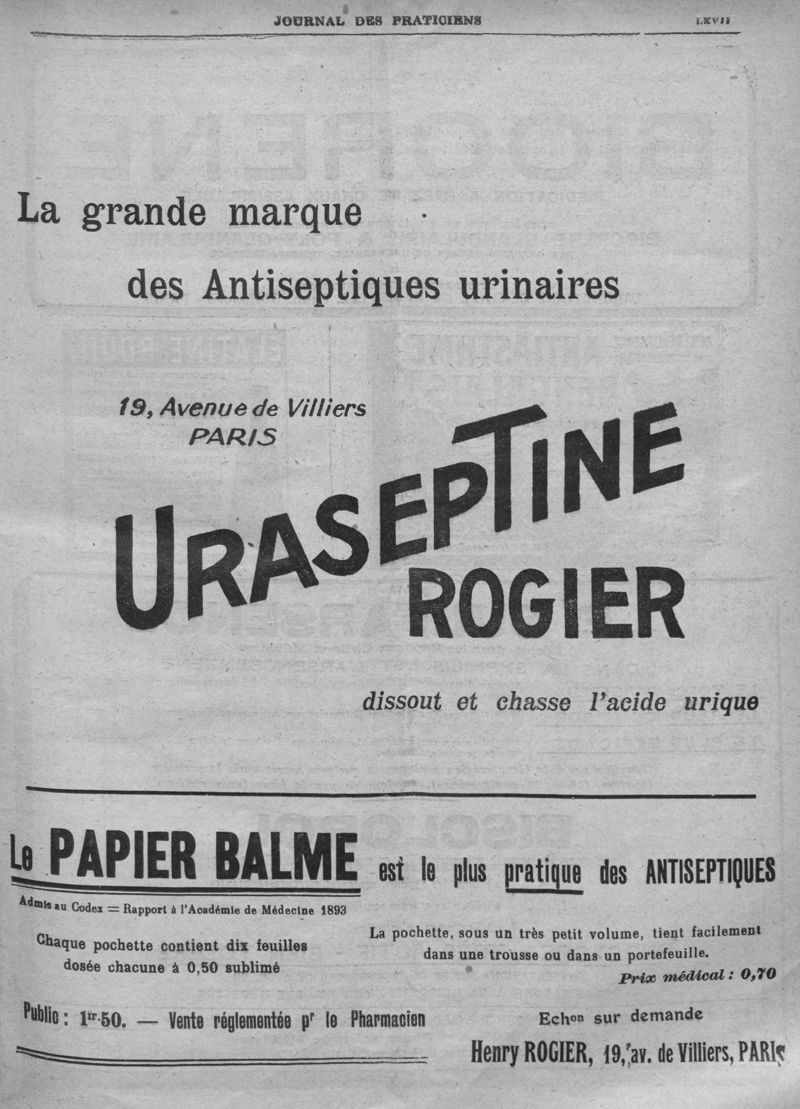 JOURNAL DES PRATICIENS LXVII
La grande marque
des Antiseptiques urinaires
19, Avenue de Villiers
PARIS
URASEPTINE
ROGIER
dissout et chasse l'acide urique
Le PAPIER BALME est le plus pratique des ANTISEPTIQUES
Admis au Codex = Rapport à l'Académie de Médecine 1893
Chaque pochette contient dix feuilles
dosée chacune à 0,50 sublimé
La pochette, sous un très petit volume, tient facilement
dans une trousse ou dans un portefeuille.
Prix médical : 0,70
Public : 1fr.50. — Vente réglementée pr le Pharmacien
Echon sur demande
Henry ROGIER, 19, av. de Villiers, PARIS